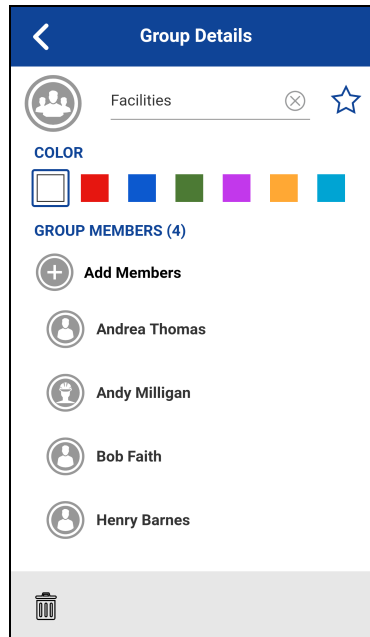 Group Details
Facilities
COLOR
GROUP MEMBERS (4)
Add Members
Andrea Thomas
Andy Milligan
Bob Faith
Henry Barnes